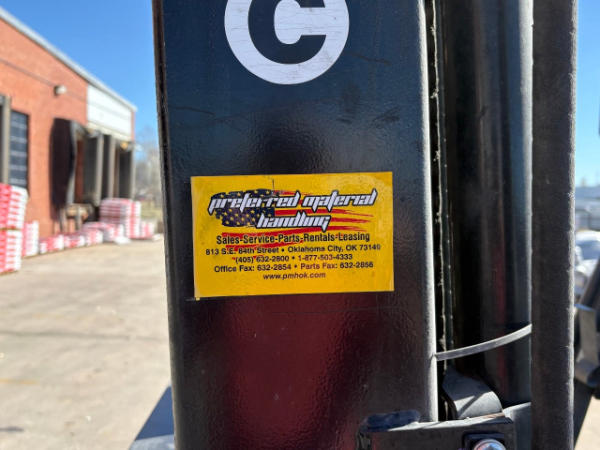 C
preferred material
handling
Sales-Service-Parts-Rentals-Leasing
813 S.E. 84th Street • Oklahoma City, OK 73149
(405) 632-2800 • 1-877-503-4333
Office Fax: 632-2854 • Parts Fax: 632-2856
www.pmhok.com